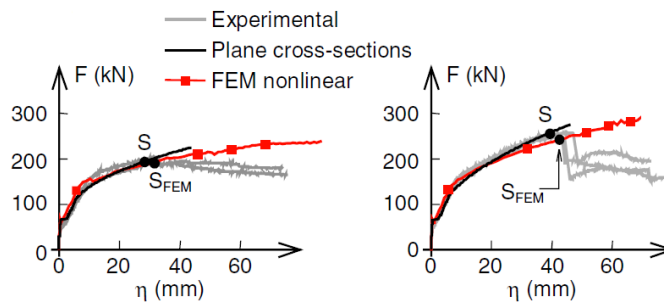 Experimental
Plane cross-sections
FEM nonlinear
F (kN)
300
200
100
0
S
SFEM
0 20 40 60
η (mm)
F (kN)
300
200
100
0
S
SFEM
0 20 40 60
η (mm)